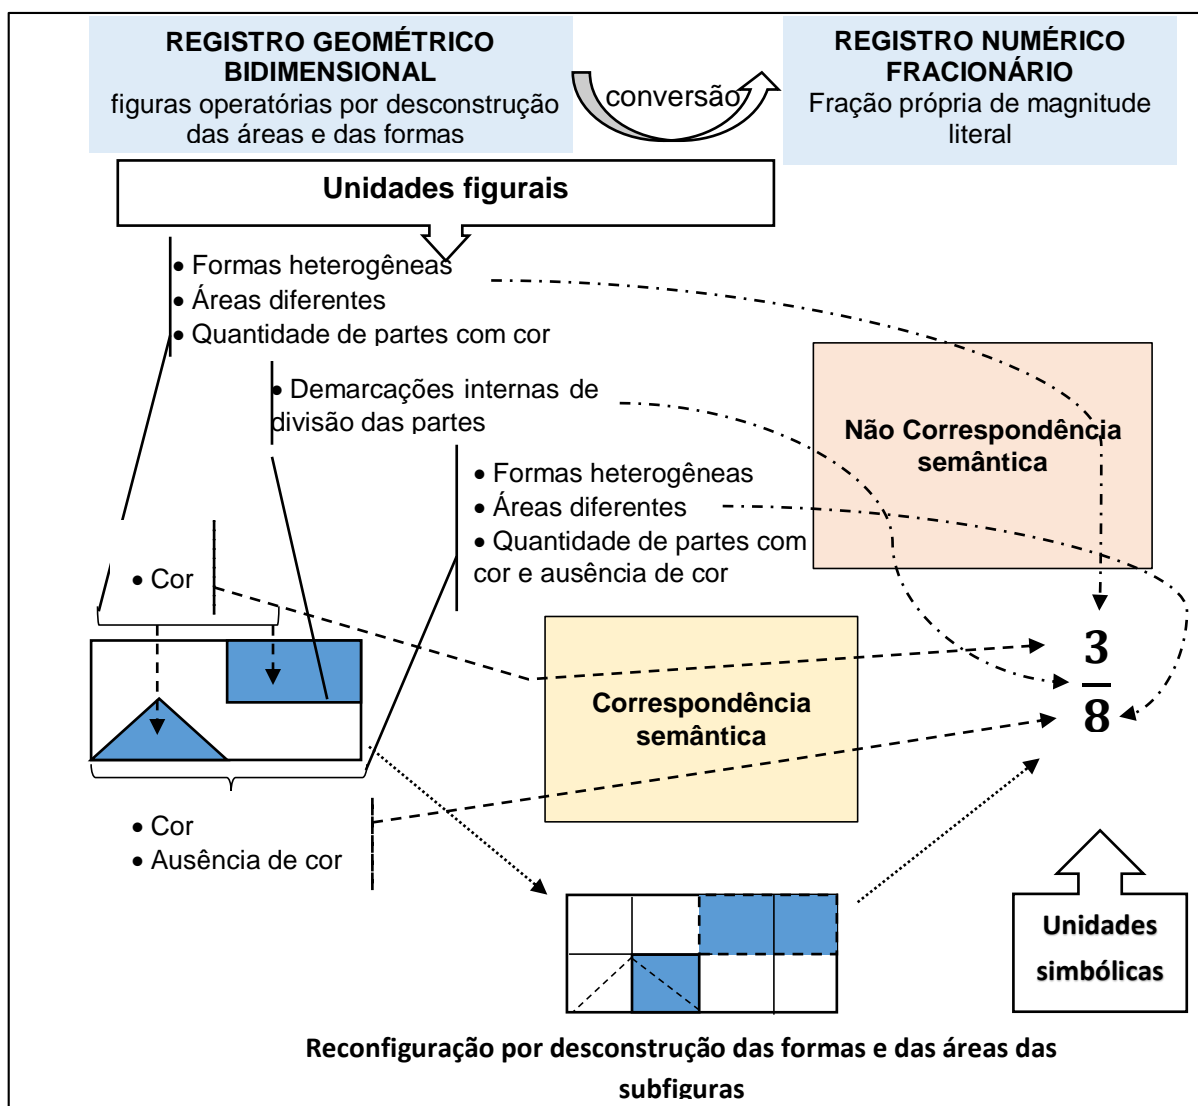 REGISTRO GEOMÉTRICO
BIDIMENSIONAL
figuras operatórias por desconstrução
das áreas e das formas
conversão
REGISTRO NUMÉRICO
FRACIONÁRIO
Fração própria de magnitude
literal
Unidades figurais
• Formas heterogêneas
• Áreas diferentes
• Quantidade de partes com cor
• Demarcações internas de
divisão das partes
• Formas heterogêneas
• Áreas diferentes
• Quantidade de partes com
cor e ausência de cor
Não Correspondência
semântica
• Cor
Correspondência
semântica
3
8
• Cor
• Ausência de cor
Unidades
simbólicas
Reconfiguração por desconstrução das formas e das áreas das
subfiguras